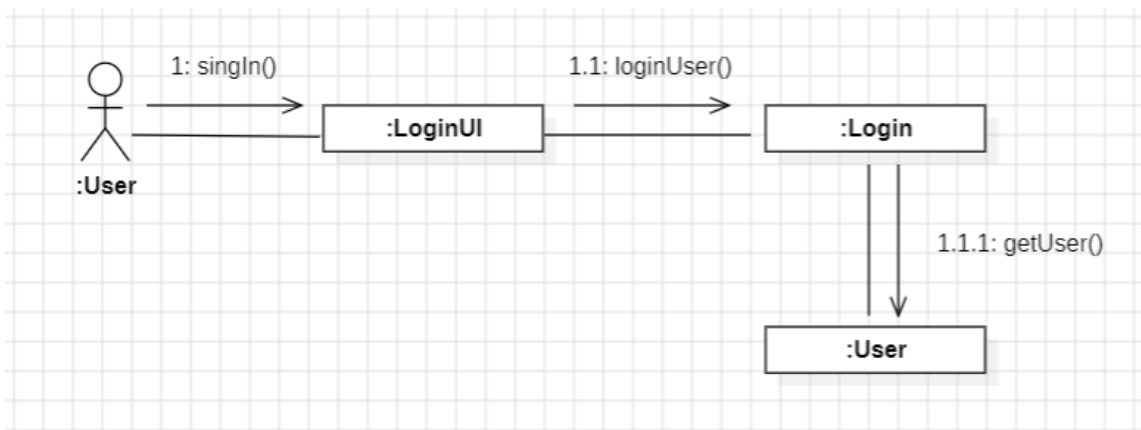 1: singIn()
1.1: loginUser()
:LoginUI
:Login
:User
1.1.1: getUser()
:User